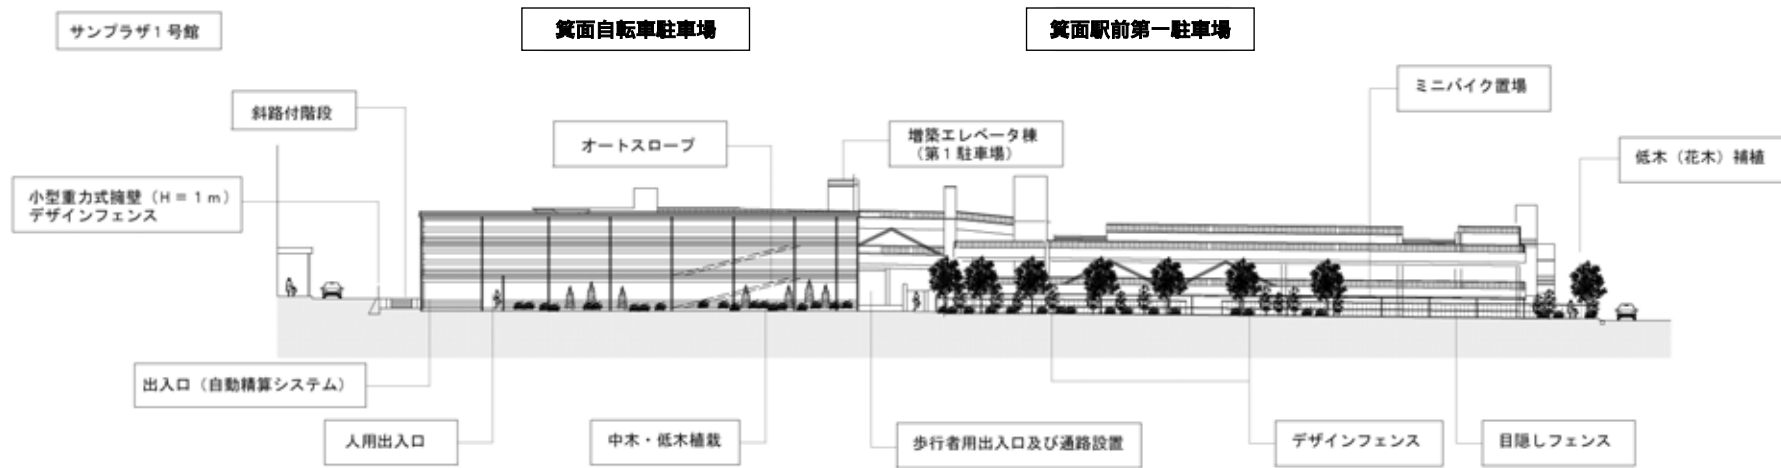 サンプラザ1号館
箕面自転車駐車場
箕面駅前第一駐車場
ミニバイク置場
斜路付階段
オートスロープ
増築エレベータ棟
(第1駐車場)
低木(花木)補植
小型重力式擁壁(H=1m)
デザインフェンス
出入口(自動精算システム)
人用出入口
中木・低木植栽
歩行者用出入口及び通路設置
デザインフェンス
目隠しフェンス